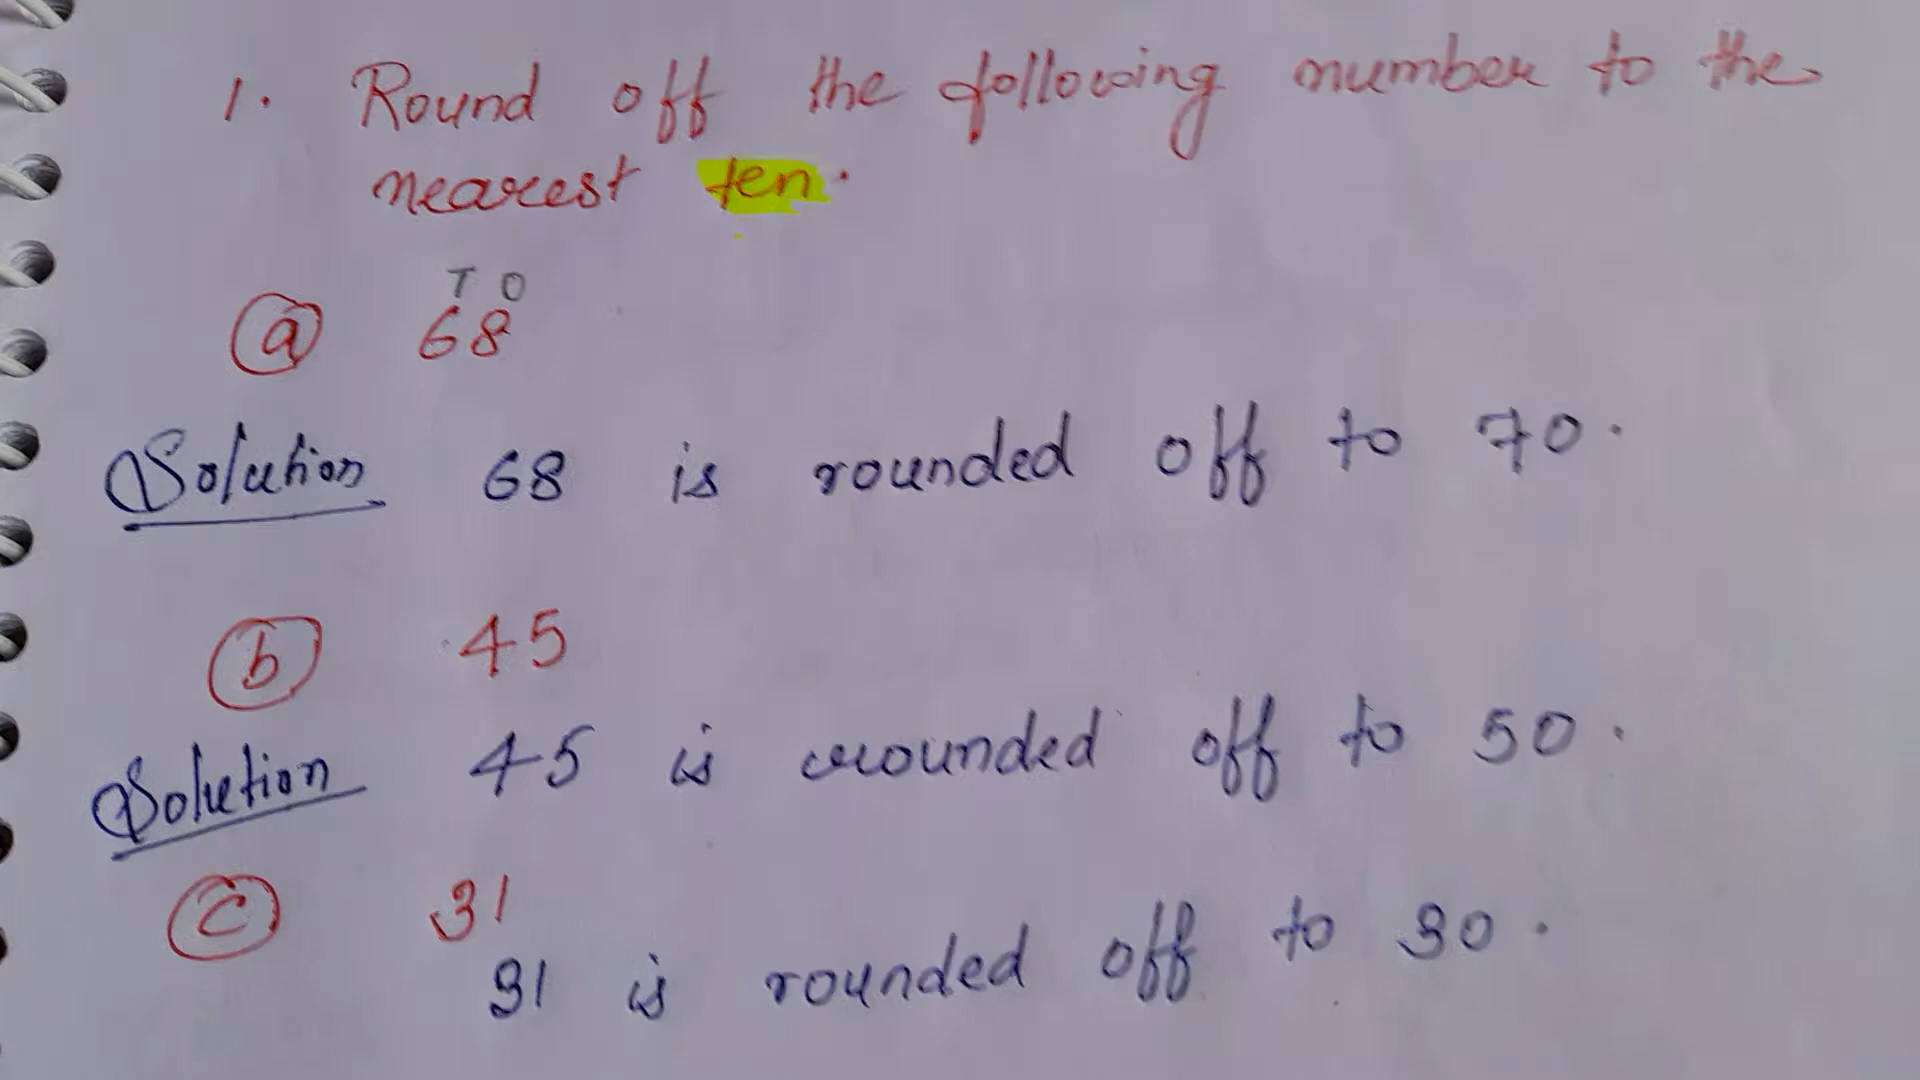 1. Round off the following number to the
nearest ten.
T O
(a) 68
Solution 68 is rounded off to 70.
(b) 45
Solution 45 is rounded off to 50.
(c) 31
31 is rounded off to 30.